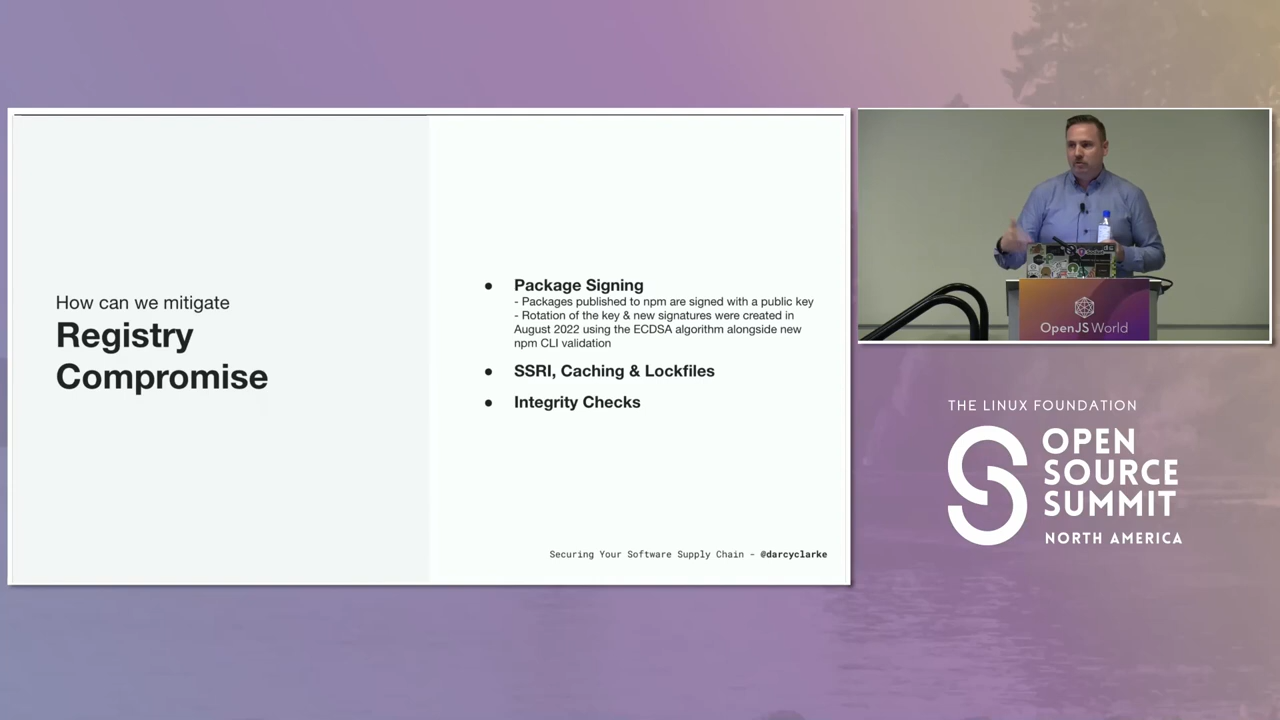 How can we mitigate
Registry
Compromise
● Package Signing
- Packages published to npm are signed with a public key
- Rotation of the key & new signatures were created in
August 2022 using the ECDSA algorithm alongside new
npm CLI validation
● SSRI, Caching & Lockfiles
● Integrity Checks
Securing Your Software Supply Chain - @darcyclarke
Socket
OpenJS World
THE LINUX FOUNDATION
OPEN
SOURCE
SUMMIT
NORTH AMERICA